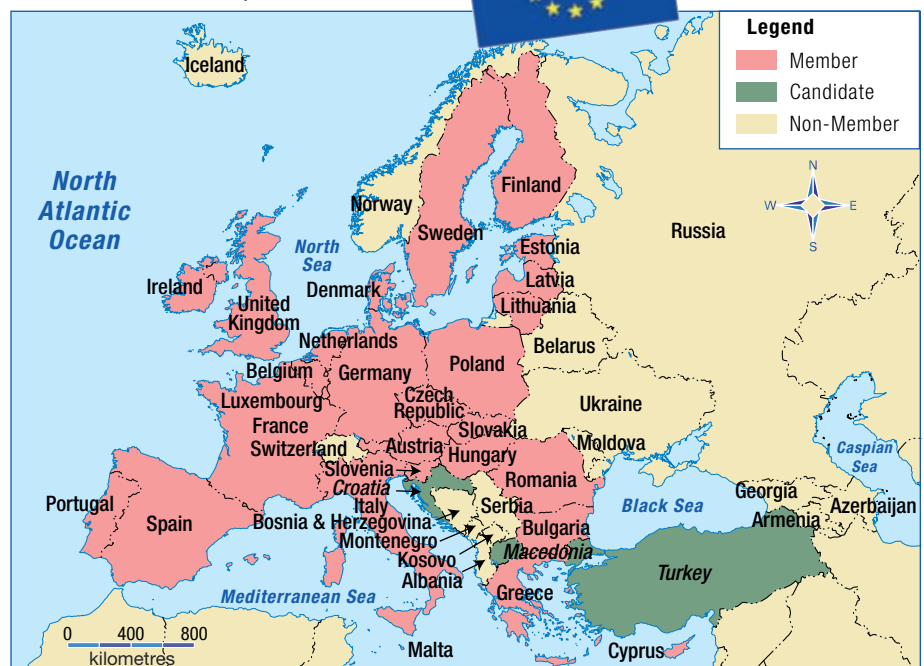 Legend
Member
Candidate
Non-Member
Iceland
North
Atlantic
Ocean
N
W
E
S
Norway
Finland
Sweden
Russia
North
Sea
Estonia
Latvia
Lithuania
Denmark
Ireland
United
Kingdom
Netherlands
Belarus
Poland
Belgium
Germany
Luxembourg
Czech
Republic
Ukraine
France
Slovakia
Switzerland
Austria
Moldova
Hungary
Caspian
Sea
Slovenia
Croatia
Romania
Italy
Portugal
Spain
Serbia
Black Sea
Georgia
Azerbaijan
Armenia
Bosnia & Herzegovina
Bulgaria
Montenegro
Macedonia
Kosovo
Albania
Turkey
Greece
Mediterranean Sea
0 400 800
kilometres
Malta
Cyprus